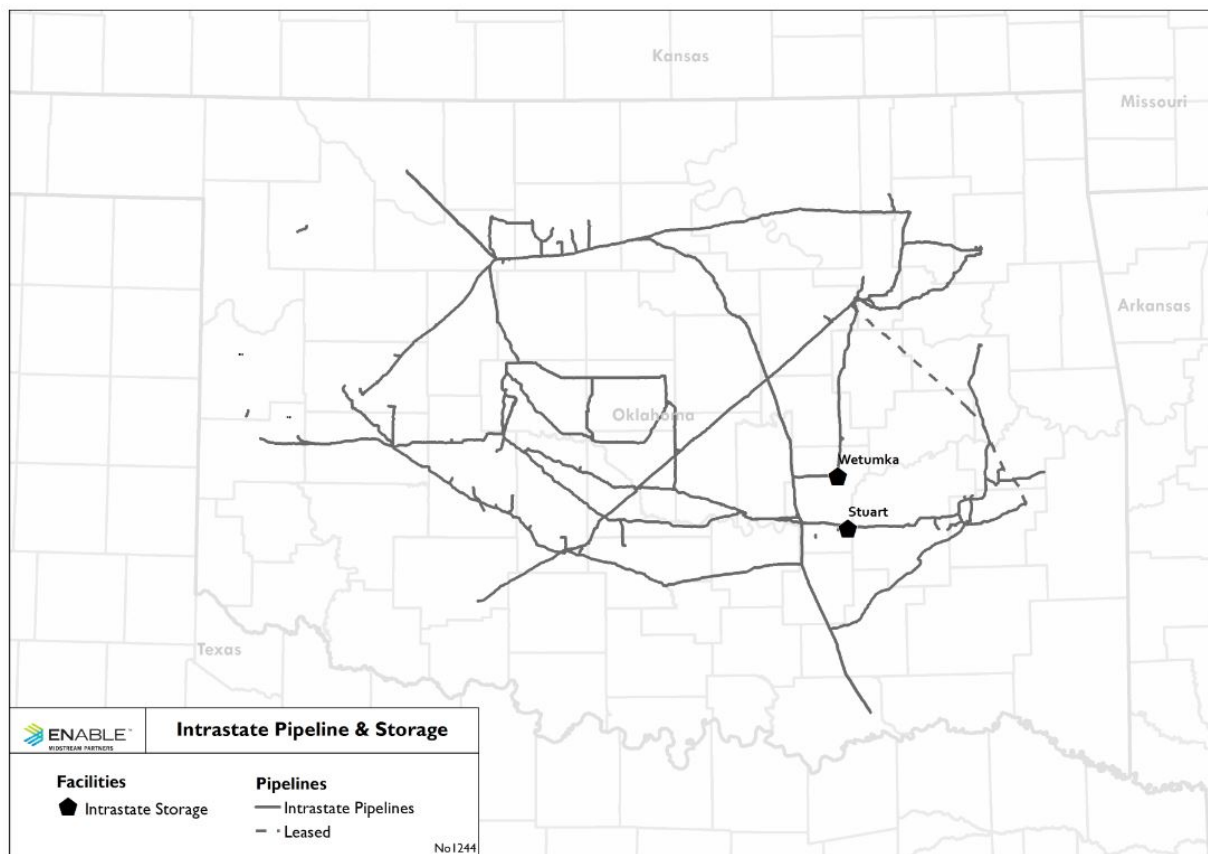 Kansas
Missouri
Arkansas
Oklahoma
Wetumka
Stuart
Texas
ENABLE™
MIDSTREAM PARTNERS
Intrastate Pipeline & Storage
Facilities
Intrastate Storage
Pipelines
Intrastate Pipelines
Leased
No1244